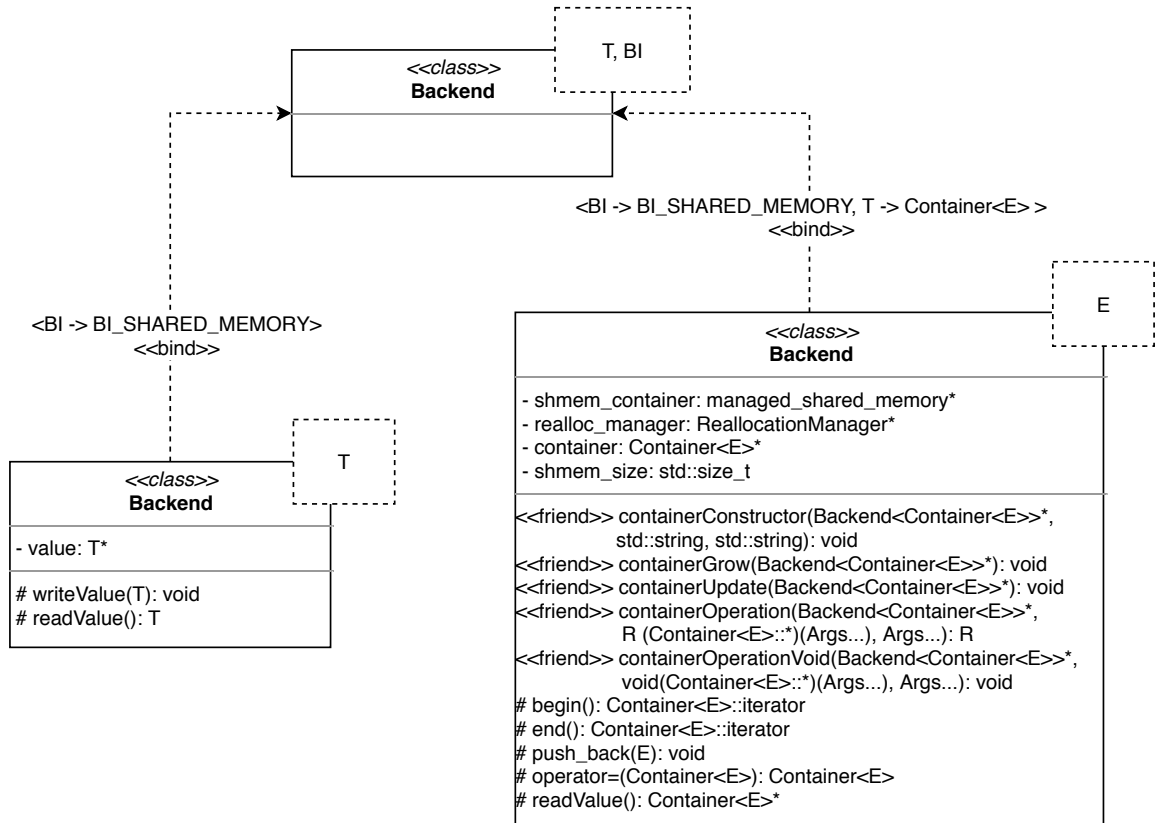 T, BI
<<class>>
Backend
<BI -> BI_SHARED_MEMORY, T -> Container<E> >
<<bind>>
<BI -> BI_SHARED_MEMORY>
<<bind>>
T
<<class>>
Backend
- value: T*
# writeValue(T): void
# readValue(): T
E
<<class>>
Backend
- shmem_container: managed_shared_memory*
- realloc_manager: ReallocationManager*
- container: Container<E>*
- shmem_size: std::size_t
<<friend>> containerConstructor(Backend<Container<E>>*,
std::string, std::string): void
<<friend>> containerGrow(Backend<Container<E>>*): void
<<friend>> containerUpdate(Backend<Container<E>>*): void
<<friend>> containerOperation(Backend<Container<E>>*,
R (Container<E>::*)(Args...), Args...): R
<<friend>> containerOperationVoid(Backend<Container<E>>*,
void(Container<E>::*)(Args...), Args...): void
# begin(): Container<E>::iterator
# end(): Container<E>::iterator
# push_back(E): void
# operator=(Container<E>): Container<E>
# readValue(): Container<E>*